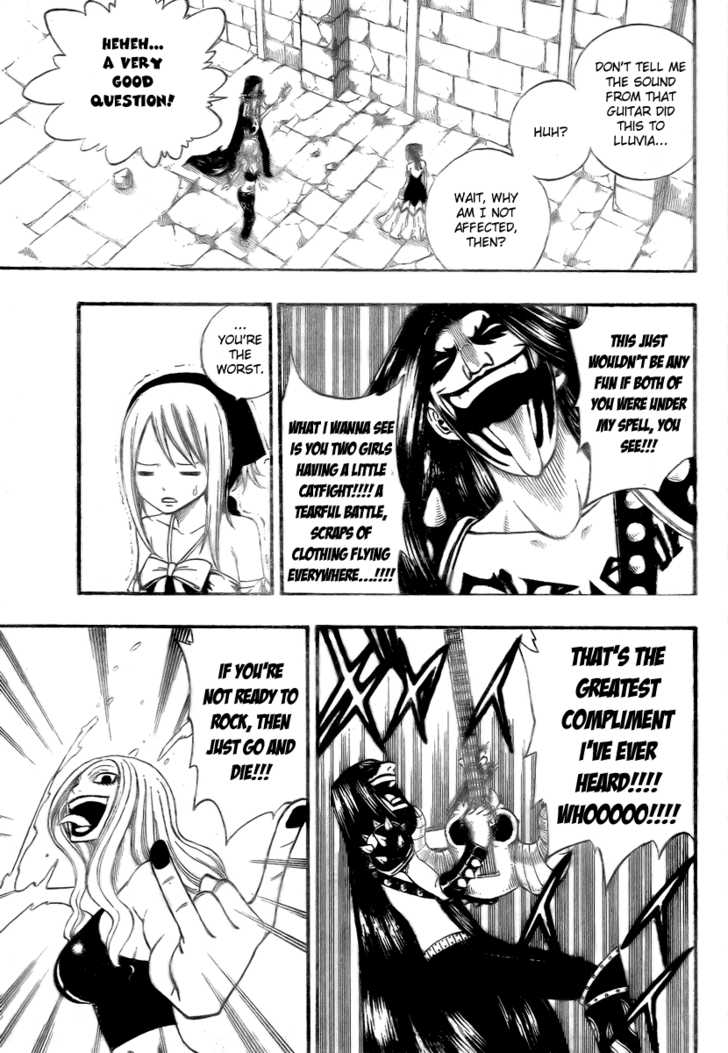 DON'T TELL ME
THE SOUND
FROM THAT
GUITAR DID
THIS TO
LLUVIA...
HUH?
WAIT, WHY
AM I NOT
AFFECTED,
THEN?
HEHEH...
A VERY
GOOD
QUESTION!
THIS JUST
WOULDN'T BE ANY
FUN IF BOTH OF
YOU WERE UNDER
MY SPELL, YOU
SEE!!!
WHAT I WANNA SEE
IS YOU TWO GIRLS
HAVING A LITTLE
CATFIGHT!!!! A
TEARFUL BATTLE,
SCRAPS OF
CLOTHING FLYING
EVERYWHERE...!!!!
...
YOU'RE
THE
WORST.
THAT'S THE
GREATEST
COMPLIMENT
I'VE EVER
HEARD!!!!
WHOOOOO!!!!
IF YOU'RE
NOT READY TO
ROCK, THEN
JUST GO AND
DIE!!!